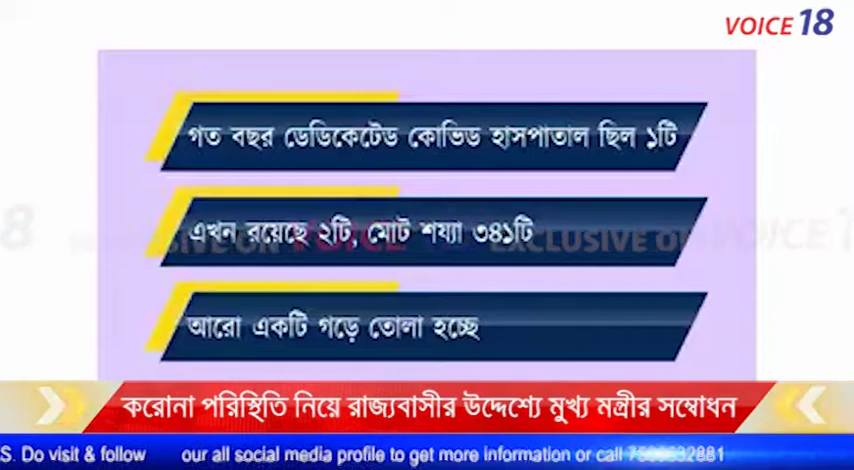 VOICE 18
গত বছর ডেডিকেটেড কোভিড হাসপাতাল ছিল ১টি
এখন রয়েছে ২টি, মোট শয্যা ৩৪১টি
আরো একটি গড়ে তোলা হচ্ছে
করোনা পরিস্থিতি নিয়ে রাজ্যবাসীর উদ্দেশ্যে মুখ্য মন্ত্রীর সম্বোধন
S. Do visit & follow our all social media profile to get more information or call